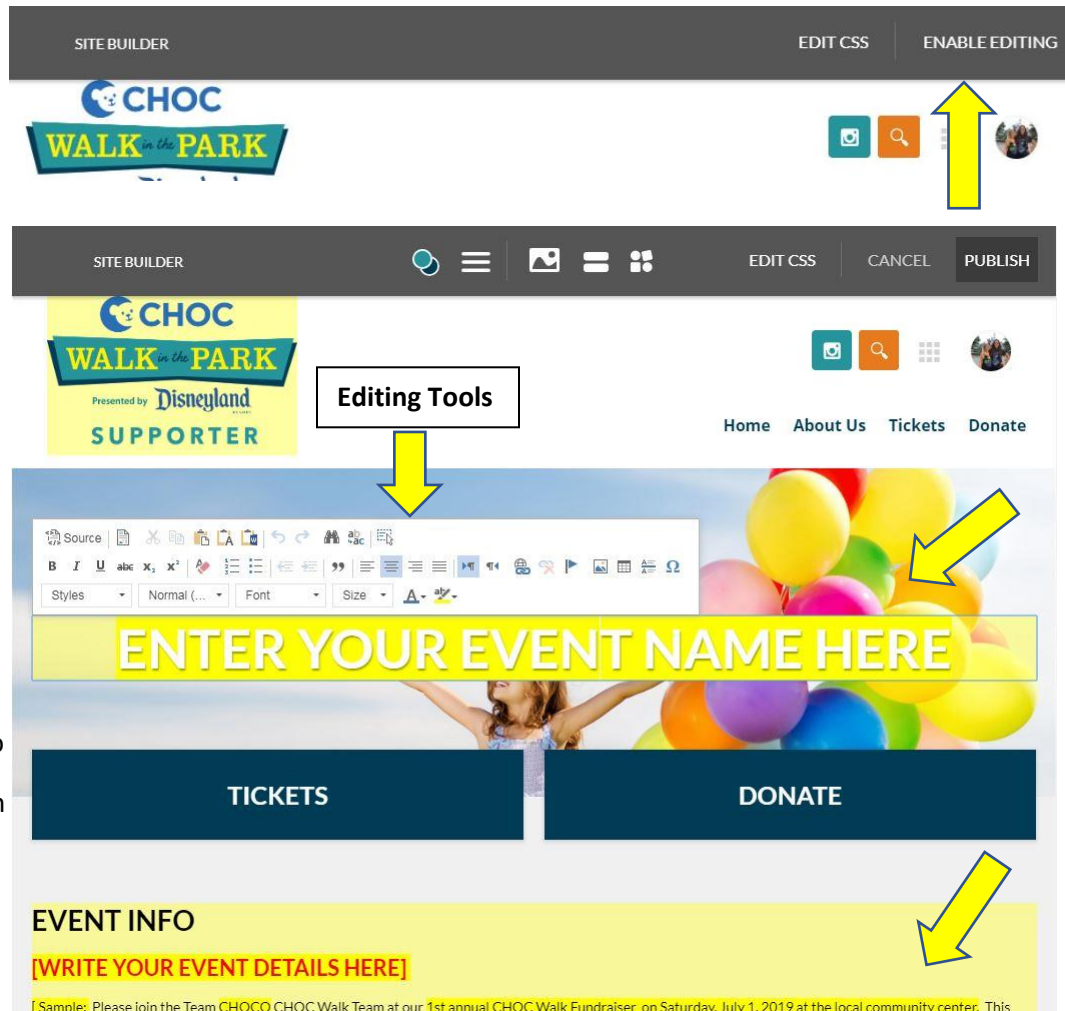 SITE BUILDER EDIT CSS ENABLE EDITING
CHOC
WALK in the PARK
SITE BUILDER EDIT CSS CANCEL PUBLISH
CHOC
WALK in the PARK
Presented by Disneyland
SUPPORTER
Editing Tools
Home About Us Tickets Donate
Source
B I U abc x₂ x²
Styles Normal (... Font Size A
ENTER YOUR EVENT NAME HERE
TICKETS DONATE
EVENT INFO
[WRITE YOUR EVENT DETAILS HERE]
[ Sample: Please join the Team CHOCO CHOC Walk Team at our 1st annual CHOC Walk Fundraiser on Saturday, July 1, 2019 at the local community center. This